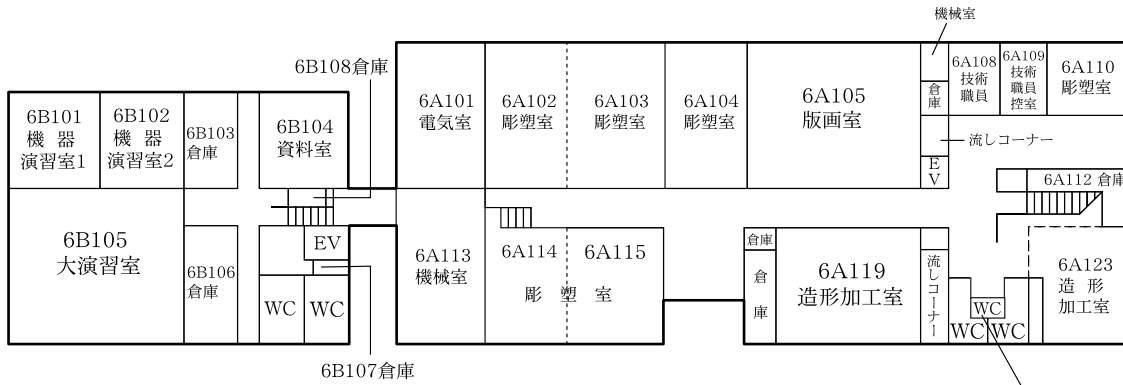 機械室
6B108倉庫
6A108
技術
職員
6A109
技術
職員
控室
6A110
彫塑室
6A101
電気室
6A102
彫塑室
6A103
彫塑室
6A104
彫塑室
6A105
版画室
倉庫
6B101
機 器
演習室1
6B102
機 器
演習室2
6B103
倉庫
6B104
資料室
流しコーナー
EV
6A112 倉庫
6B105
大演習室
6B106
倉庫
EV
6A113
機械室
6A114
6A115
彫 塑 室
倉庫
倉庫
6A119
造形加工室
流しコーナー
6A123
造 形
加工室
WC
WC
WC
WC
WC
6B107倉庫